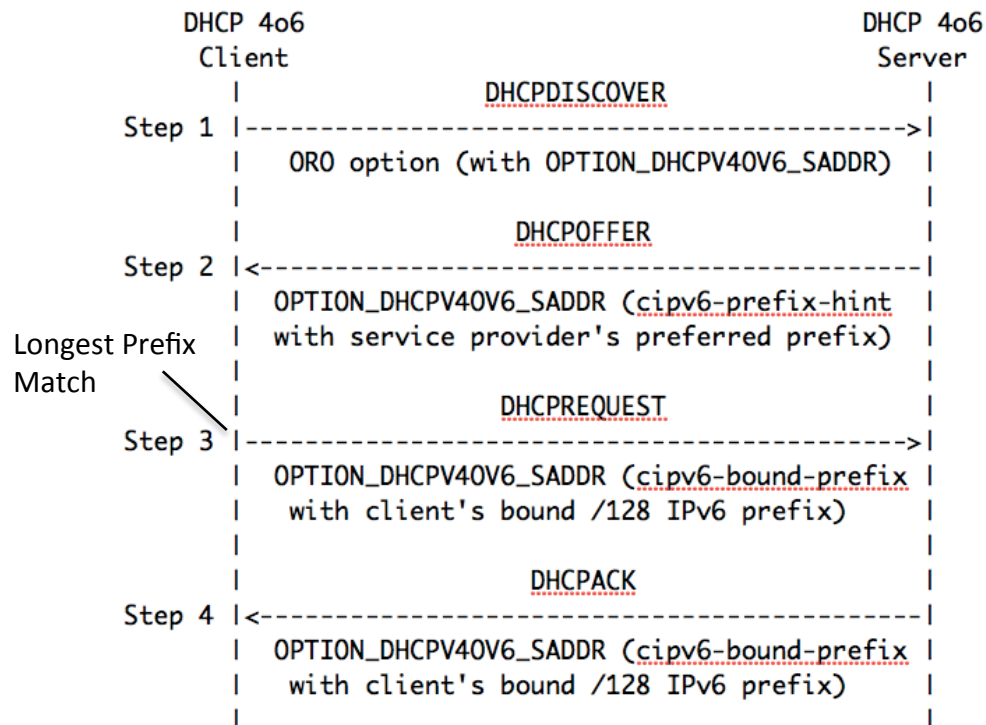 DHCP 4o6 DHCP 4o6
Client Server
| DHCPDISCOVER |
Step 1 |-------------------------------------------->|
| ORO option (with OPTION_DHCPV4OV6_SADDR) |
| |
| DHCPOFFER |
Step 2 |<--------------------------------------------|
| OPTION_DHCPV4OV6_SADDR (cipv6-prefix-hint |
| with service provider's preferred prefix) |
Longest Prefix
Match
| |
| DHCPREQUEST |
Step 3 |-------------------------------------------->|
| OPTION_DHCPV4OV6_SADDR (cipv6-bound-prefix |
| with client's bound /128 IPv6 prefix) |
| |
| DHCPACK |
Step 4 |<--------------------------------------------|
| OPTION_DHCPV4OV6_SADDR (cipv6-bound-prefix |
| with client's bound /128 IPv6 prefix) |
| |